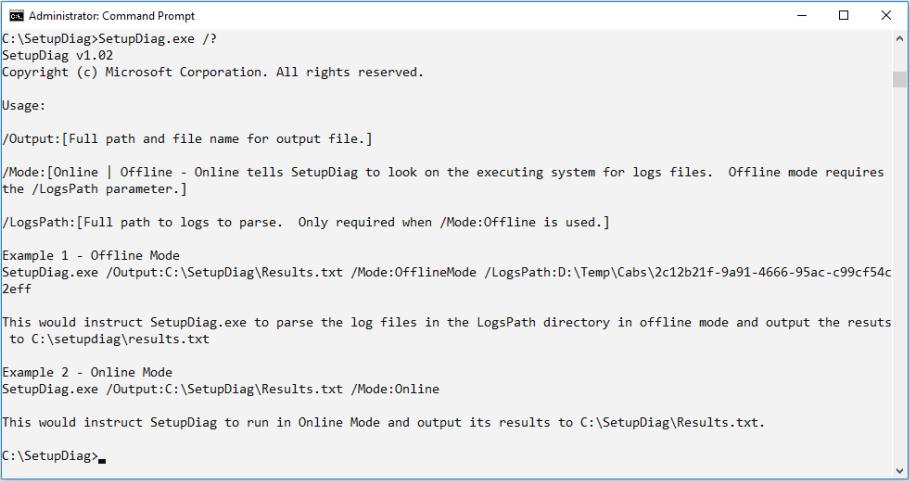 Administrator: Command Prompt
C:\SetupDiag>SetupDiag.exe /?
SetupDiag v1.02
Copyright (c) Microsoft Corporation. All rights reserved.
Usage:
/Output:[Full path and file name for output file.]
/Mode:[Online | Offline - Online tells SetupDiag to look on the executing system for logs files.  Offline mode requires
the /LogsPath parameter.]
/LogsPath:[Full path to logs to parse.  Only required when /Mode:Offline is used.]
Example 1 - Offline Mode
SetupDiag.exe /Output:C:\SetupDiag\Results.txt /Mode:OfflineMode /LogsPath:D:\Temp\Cabs\2c12b21f-9a91-4666-95ac-c99cf54c
2eff
This would instruct SetupDiag.exe to parse the log files in the LogsPath directory in offline mode and output the resuts
 to C:\setupdiag\results.txt
Example 2 - Online Mode
SetupDiag.exe /Output:C:\SetupDiag\Results.txt /Mode:Online
This would instruct SetupDiag to run in Online Mode and output its results to C:\SetupDiag\Results.txt.
C:\SetupDiag>